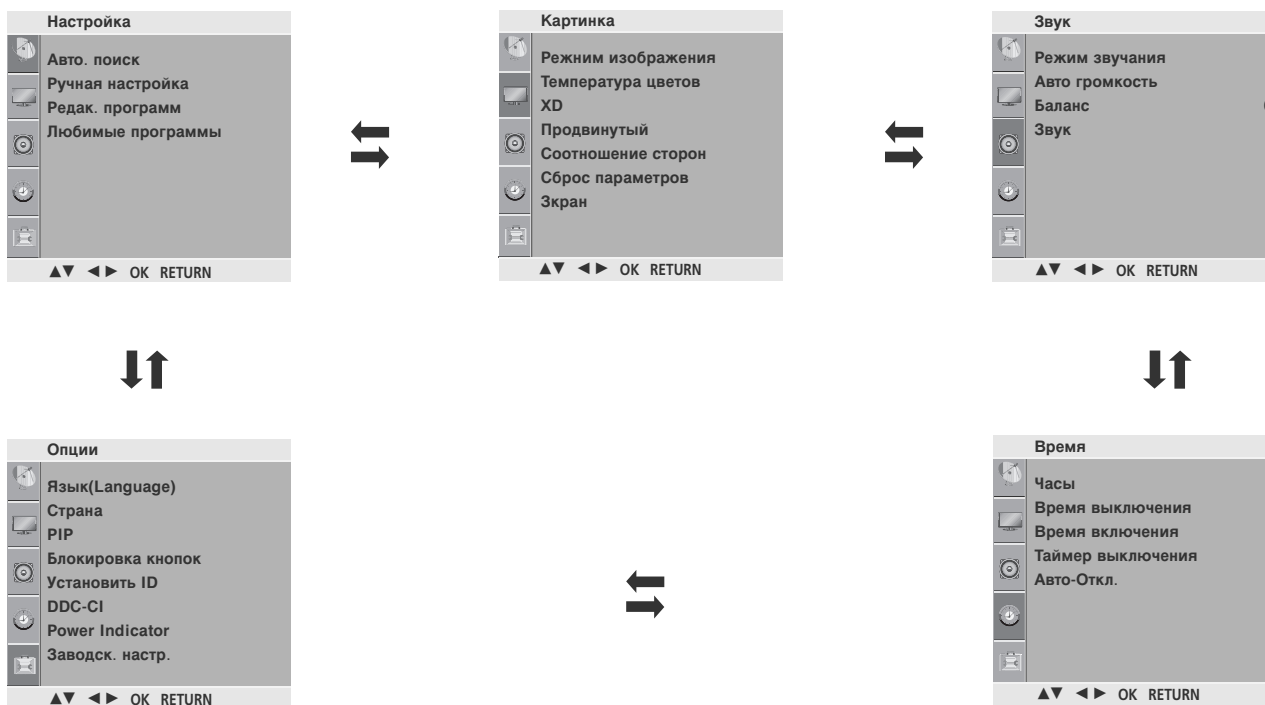 Настройка
Авто. поиск
Ручная настройка
Редак. программ
Любимые программы
▲▼ ◄► OK RETURN
Картинка
Режним изображения
Температура цветов
XD
Продвинутый
Соотношение сторон
Сброс параметров
Зкран
▲▼ ◄► OK RETURN
Звук
Режим звучания
Авто громкость
Баланс
Звук
▲▼ ◄► OK RETURN
Опции
Язык(Language)
Страна
PIP
Блокировка кнопок
Установить ID
DDC-CI
Power Indicator
Заводск. настр.
▲▼ ◄► OK RETURN
Время
Часы
Время выключения
Время включения
Таймер выключения
Авто-Откл.
▲▼ ◄► OK RETURN